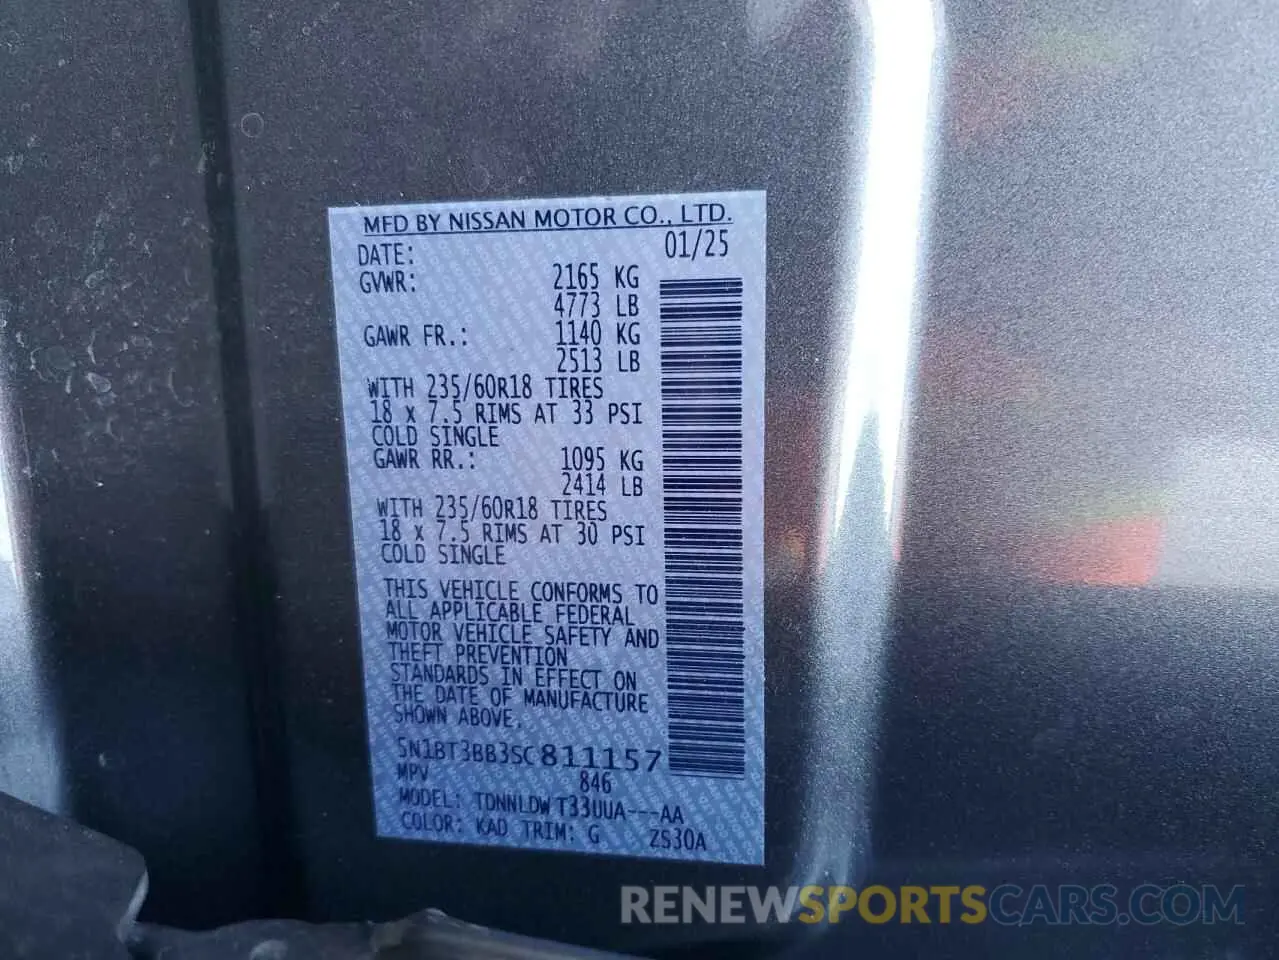 MFD BY NISSAN MOTOR CO., LTD.
DATE: 01/25
GVWR: 2165 KG
4773 LB
GAWR FR.: 1140 KG
2513 LB
WITH 235/60R18 TIRES
18 x 7.5 RIMS AT 33 PSI
COLD SINGLE
GAWR RR.: 1095 KG
2414 LB
WITH 235/60R18 TIRES
18 x 7.5 RIMS AT 30 PSI
COLD SINGLE
THIS VEHICLE CONFORMS TO
ALL APPLICABLE FEDERAL
MOTOR VEHICLE SAFETY AND
THEFT PREVENTION
STANDARDS IN EFFECT ON
THE DATE OF MANUFACTURE
SHOWN ABOVE.
5N1BT3BB3SC811157
MPV 846
MODEL: TDNNLDWT33UUA---AA
COLOR: KAD TRIM: G ZS30A
RENEWSPORTSCARS.COM